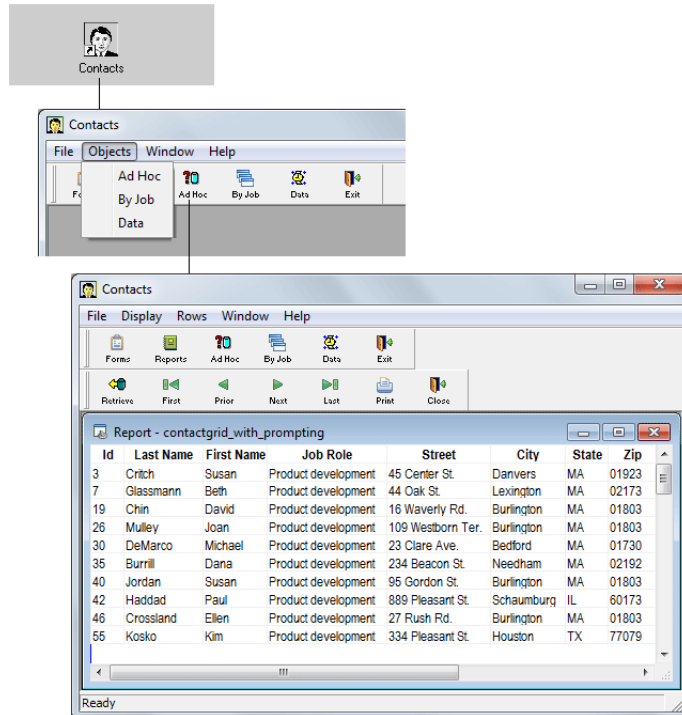 Contacts
Contacts
File Objects Window Help
Ad Hoc
By Job
Data
Ad Hoc By Job Data Exit
Contacts
File Display Rows Window Help
Forms Reports Ad Hoc By Job Data Exit
Retrieve First Prior Next Last Print Close
Report - contactgrid_with_prompting
Id Last Name First Name Job Role Street City State Zip
3 Critch Susan Product development 45 Center St. Danvers MA 01923
7 Glassmann Beth Product development 44 Oak St. Lexington MA 02173
19 Chin David Product development 16 Waverly Rd. Burlington MA 01803
26 Mulley Joan Product development 109 Westborn Ter. Burlington MA 01803
30 DeMarco Michael Product development 23 Clare Ave. Bedford MA 01730
35 Burrill Dana Product development 234 Beacon St. Needham MA 02192
40 Jordan Susan Product development 95 Gordon St. Burlington MA 01803
42 Haddad Paul Product development 889 Pleasant St. Schaumburg IL 60173
46 Crossland Ellen Product development 27 Rush Rd. Burlington MA 01803
55 Kosko Kim Product development 334 Pleasant St. Houston TX 77079
Ready